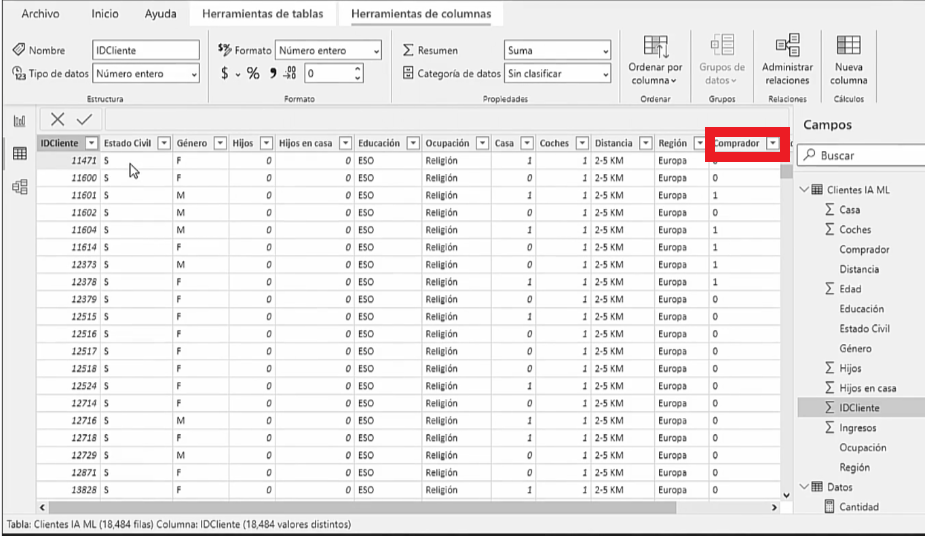 Archivo Inicio Ayuda Herramientas de tablas Herramientas de columnas
Nombre IDCliente $% Formato Número entero Σ Resumen Suma
Tipo de datos Número entero $ % 0 Categoría de datos Sin clasificar
Ordenar por columna Grupos de datos Administrar relaciones Nueva columna
Estructura Formato Propiedades Ordenar Grupos Relaciones Cálculos
IDCliente Estado Civil Género Hijos Hijos en casa Educación Ocupación Casa Coches Distancia Región Comprador
11471 S F 0 0 ESO Religión 1 1 2-5 KM Europa
11600 S F 0 0 ESO Religión 0 1 2-5 KM Europa 0
11601 S M 0 0 ESO Religión 1 1 2-5 KM Europa 1
11602 S M 0 0 ESO Religión 0 1 2-5 KM Europa 0
11604 S M 0 0 ESO Religión 1 1 2-5 KM Europa 1
11614 S F 0 0 ESO Religión 0 1 2-5 KM Europa 1
12373 S M 0 0 ESO Religión 0 1 2-5 KM Europa 1
12378 S F 0 0 ESO Religión 1 1 2-5 KM Europa 1
12379 S F 0 0 ESO Religión 0 1 2-5 KM Europa 0
12515 S F 0 0 ESO Religión 1 1 2-5 KM Europa 0
12516 S F 0 0 ESO Religión 0 1 2-5 KM Europa 0
12517 S F 0 0 ESO Religión 0 1 2-5 KM Europa 0
12518 S F 0 0 ESO Religión 0 1 2-5 KM Europa 0
12524 S F 0 0 ESO Religión 1 1 2-5 KM Europa 0
12714 S F 0 0 ESO Religión 0 1 2-5 KM Europa 0
12716 S M 0 0 ESO Religión 1 1 2-5 KM Europa 0
12718 S F 0 0 ESO Religión 0 1 2-5 KM Europa 0
12729 S M 0 0 ESO Religión 0 1 2-5 KM Europa 0
12871 S F 0 0 ESO Religión 0 1 2-5 KM Europa 0
13828 S F 0 0 ESO Religión 1 1 2-5 KM Europa 0
Tabla: Clientes IA ML (18,484 filas) Columna: IDCliente (18,484 valores distintos)
Campos
Buscar
Clientes IA ML
Σ Casa
Σ Coches
Comprador
Distancia
Σ Edad
Educación
Estado Civil
Género
Σ Hijos
Σ Hijos en casa
Σ IDCliente
Σ Ingresos
Ocupación
Región
Datos
Cantidad